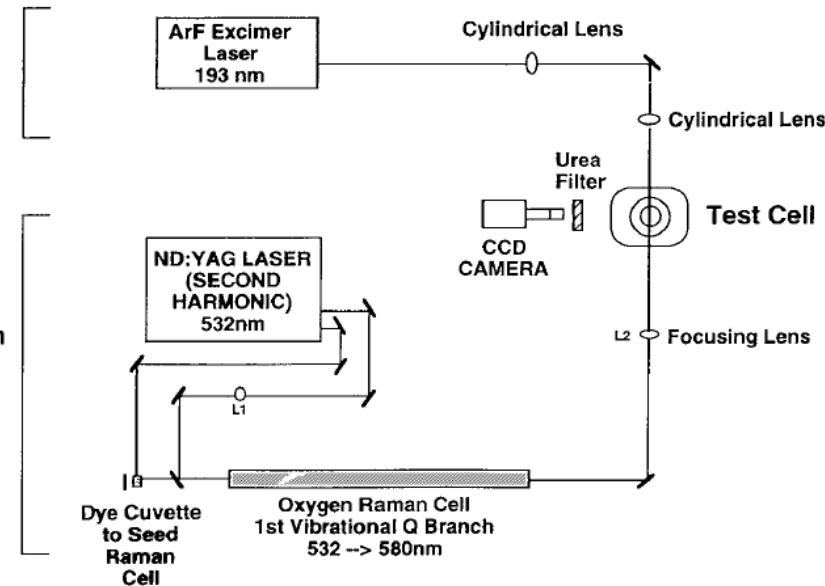 ArF Excimer
Laser
193 nm
Cylindrical Lens
Cylindrical Lens
Urea
Filter
Test Cell
CCD
CAMERA
ND:YAG LASER
(SECOND
HARMONIC)
532nm
L2
Focusing Lens
L1
Oxygen Raman Cell
1st Vibrational Q Branch
532 --> 580nm
Dye Cuvette
to Seed
Raman
Cell